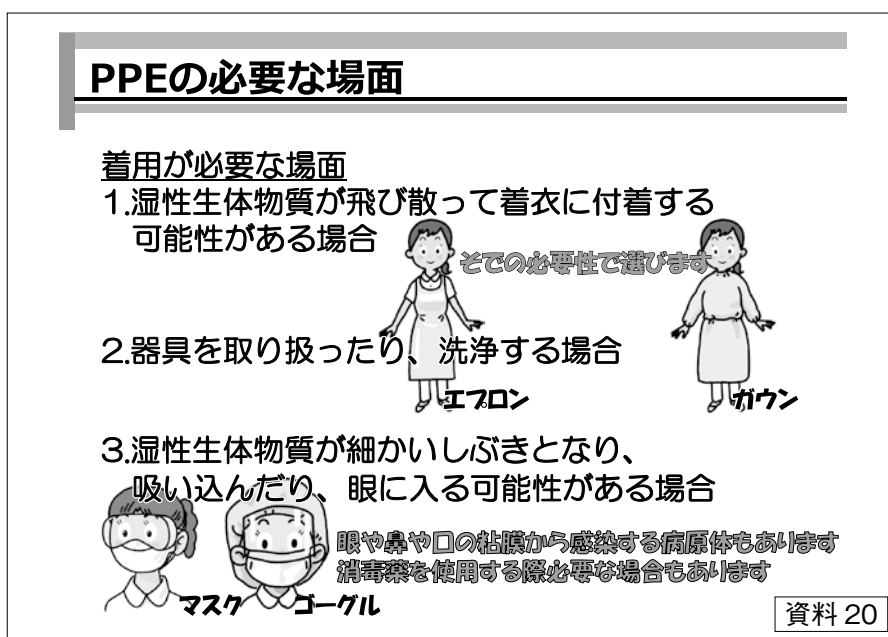 PPEの必要な場面
着用が必要な場面
1.湿性生体物質が飛び散って着衣に付着する
可能性がある場合
そでの必要性で選びます
2.器具を取り扱ったり、洗浄する場合
エプロン
ガウン
3.湿性生体物質が細かいしぶきとなり、
吸い込んだり、眼に入る可能性がある場合
眼や鼻や口の粘膜から感染する病原体もあります
消毒薬を使用する際必要な場合もあります
マスク
ゴーグル
資料 20